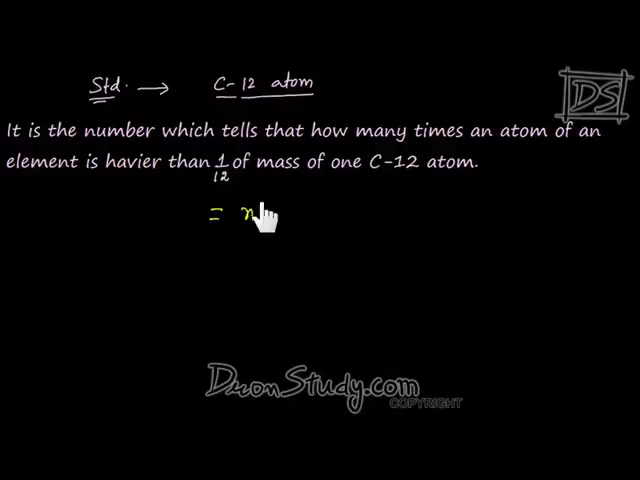 Std. → C-12 atom
DS
It is the number which tells that how many times an atom of an
element is havier than 1/12 of mass of one C-12 atom.
=
DronStudy.com
COPYRIGHT